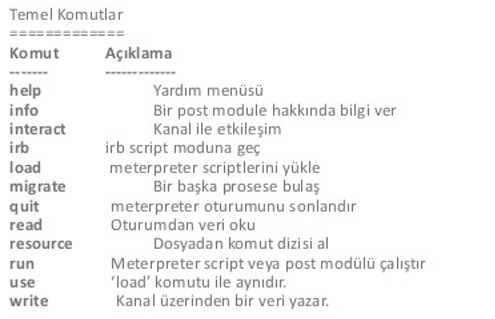 Temel Komutlar
=============
Komut Açıklama
------- -------------
help Yardım menüsü
info Bir post module hakkında bilgi ver
interact Kanal ile etkileşim
irb irb script moduna geç
load meterpreter scriptlerini yükle
migrate Bir başka prosese bulaş
quit meterpreter oturumunu sonlandır
read Oturumdan veri oku
resource Dosyadan komut dizisi al
run Meterpreter script veya post modülü çalıştır
use ‘load’ komutu ile aynıdır.
write Kanal üzerinden bir veri yazar.